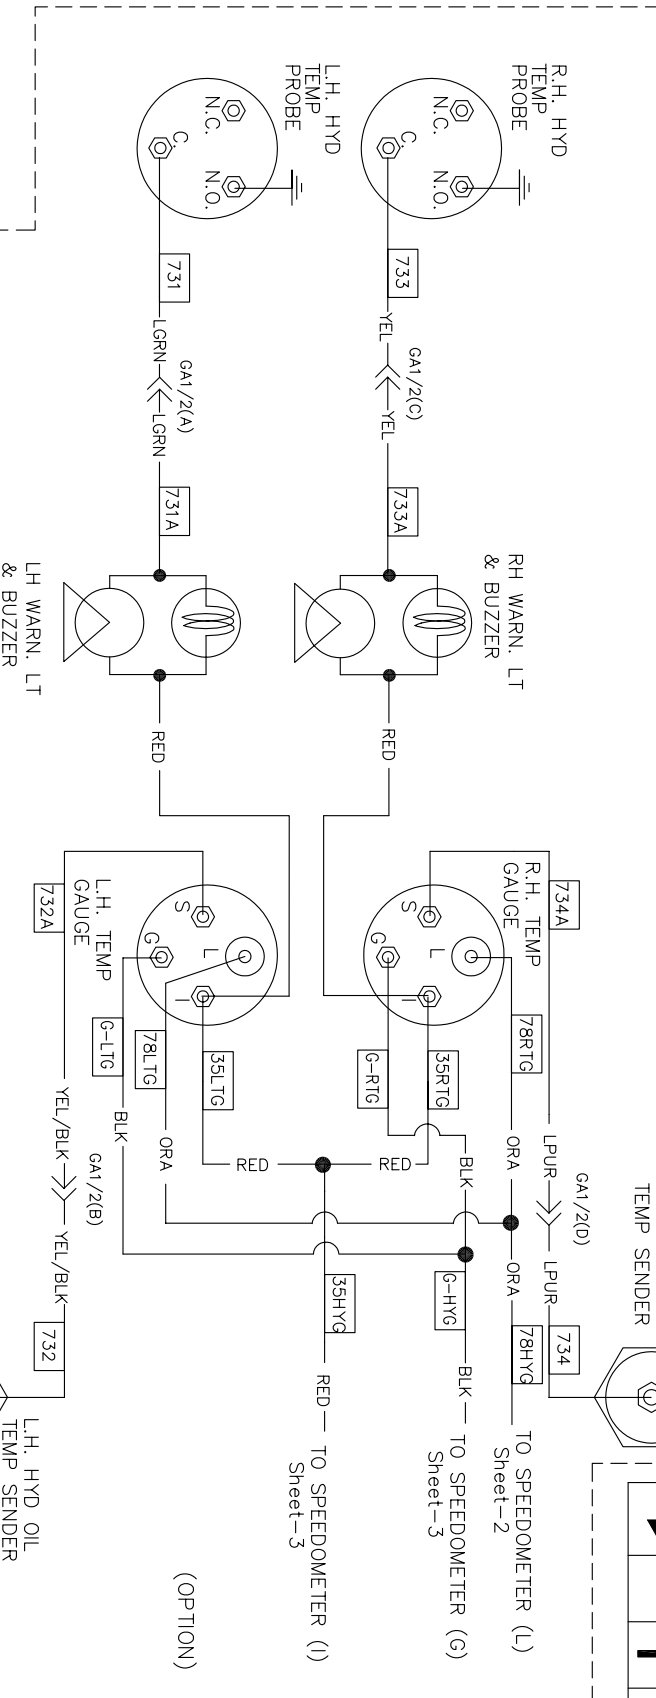 R.H. HYD
TEMP
PROBE
N.C.
C.
N.O.
L.H. HYD
TEMP
PROBE
N.C.
C.
N.O.
733
YEL
GA1/2(C)
YEL
733A
731
LGRN
GA1/2(A)
LGRN
731A
RH WARN. LT
& BUZZER
RED
LH WARN. LT
& BUZZER
RED
734A
R.H. TEMP
GAUGE
S
L
G
I
78RTG
35RTG
G-RTG
L.H. TEMP
GAUGE
S
L
G
I
732A
35LTG
78LTG
G-LTG
LPUR
GA1/2(D)
LPUR
734
TEMP SENDER
ORA
ORA
78HYG
TO SPEEDOMETER (L)
Sheet-2
BLK
G-HYG
BLK
TO SPEEDOMETER (G)
Sheet-3
RED
RED
35HYG
RED
TO SPEEDOMETER (I)
Sheet-3
ORA
BLK
YEL/BLK
GA1/2(B)
YEL/BLK
732
L.H. HYD OIL
TEMP SENDER
(OPTION)